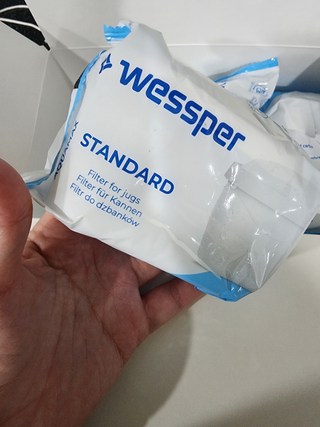 wessper
STANDARD
Filter for jugs
Filter für Kannen
Filtr do dzbanków